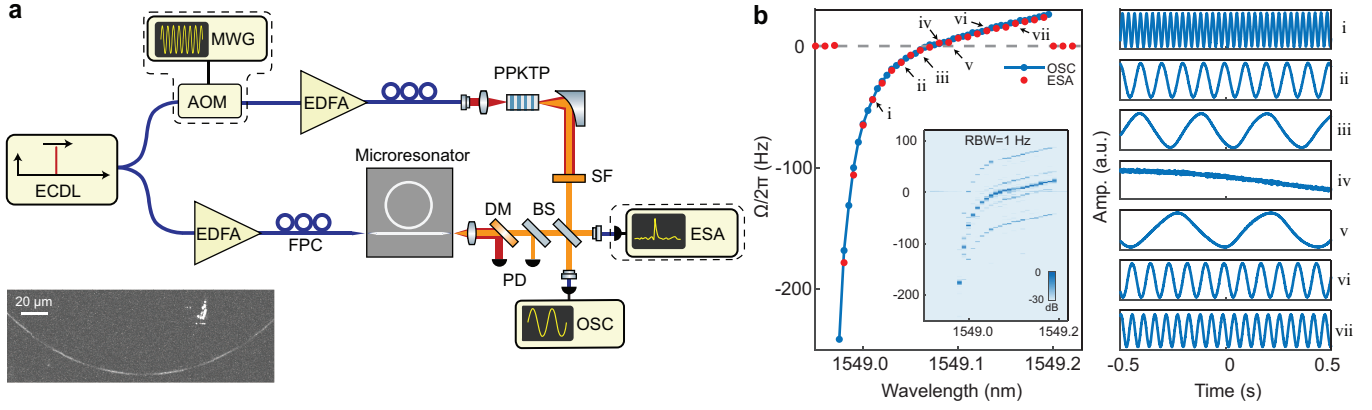 a
MWG
AOM
EDFA
PPKTP
ECDL
Microresonator
SF
EDFA
FPC
DM
BS
PD
ESA
OSC
20 μm
b
Ω/2π (Hz)
0
-100
-200
1549.0
1549.1
1549.2
Wavelength (nm)
i
ii
iii
iv
v
vi
vii
OSC
ESA
RBW=1 Hz
100
0
-100
-200
1549.0
1549.2
0
-30
dB
Amp. (a.u.)
i
ii
iii
iv
v
vi
vii
-0.5
0
0.5
Time (s)